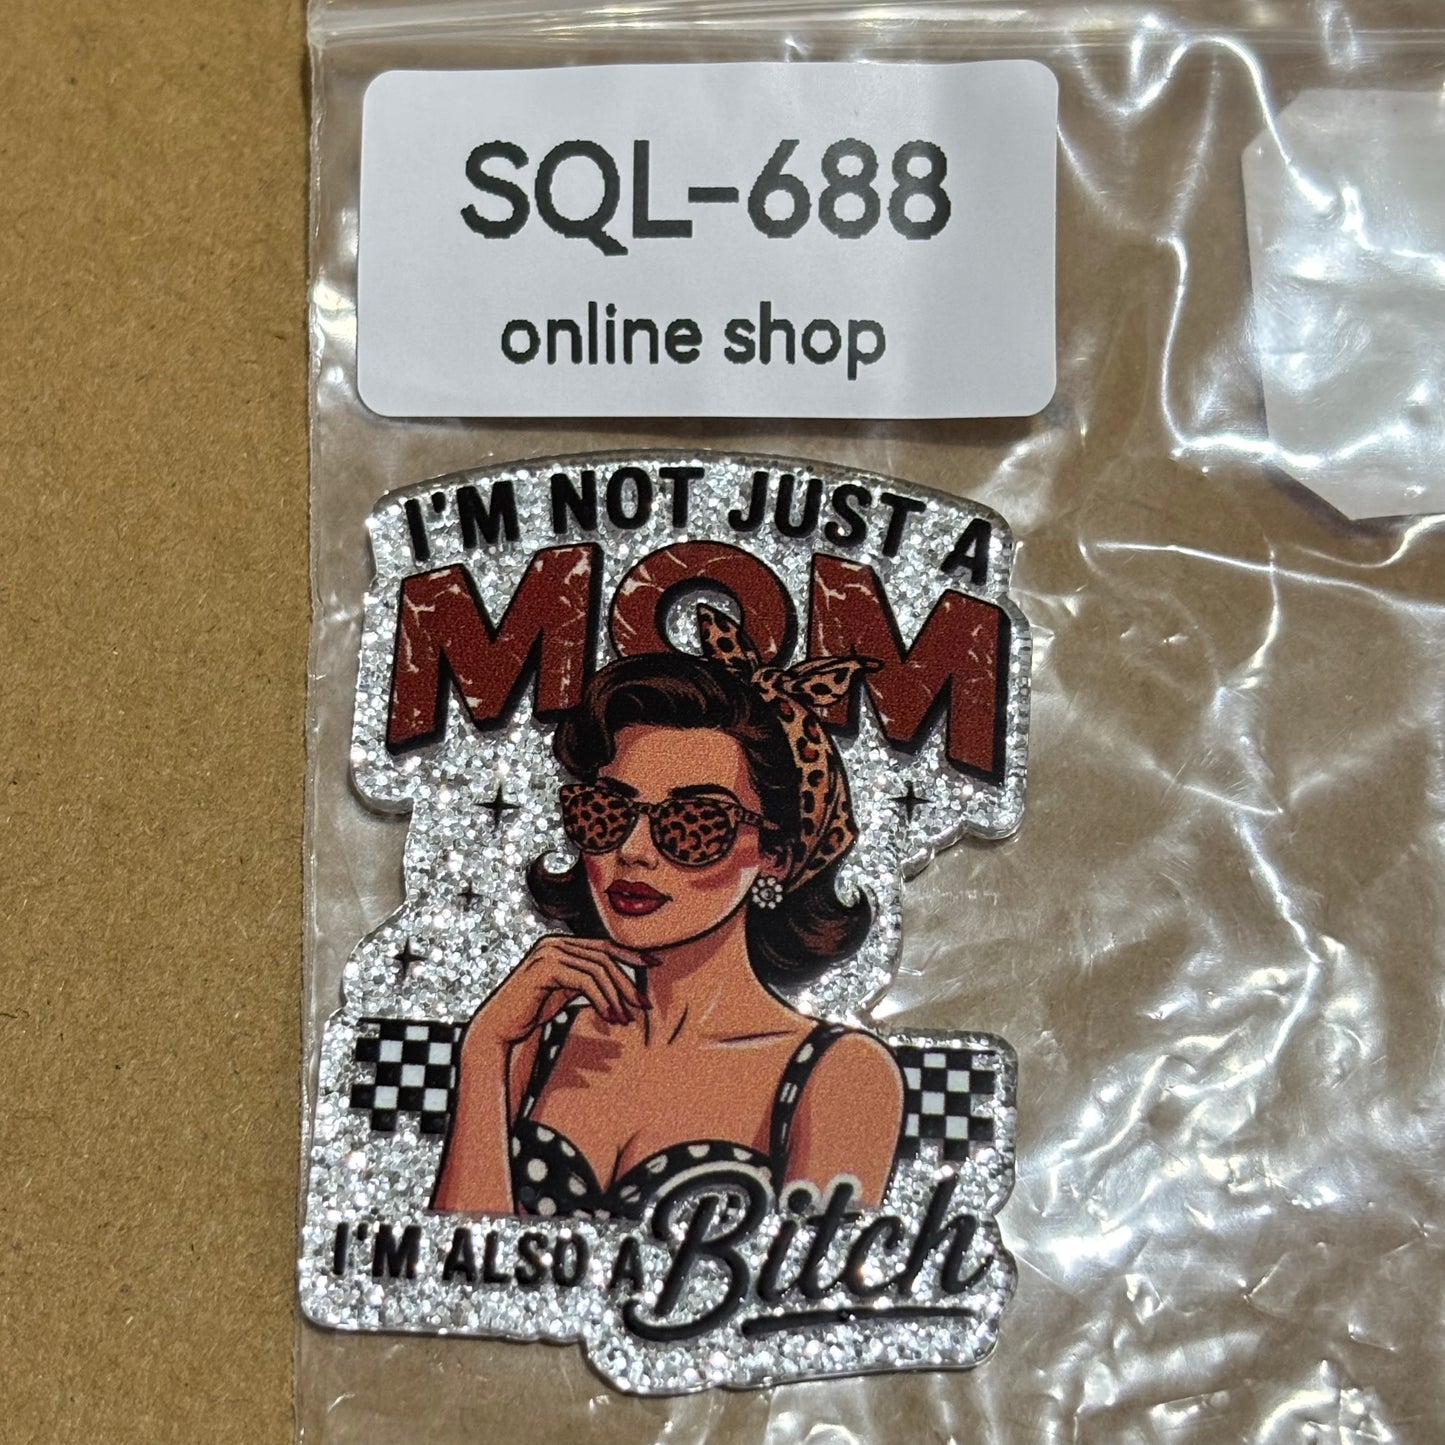 SQL-688
online shop
I'M NOT JUST A
MOM
I'M ALSO A Bitch